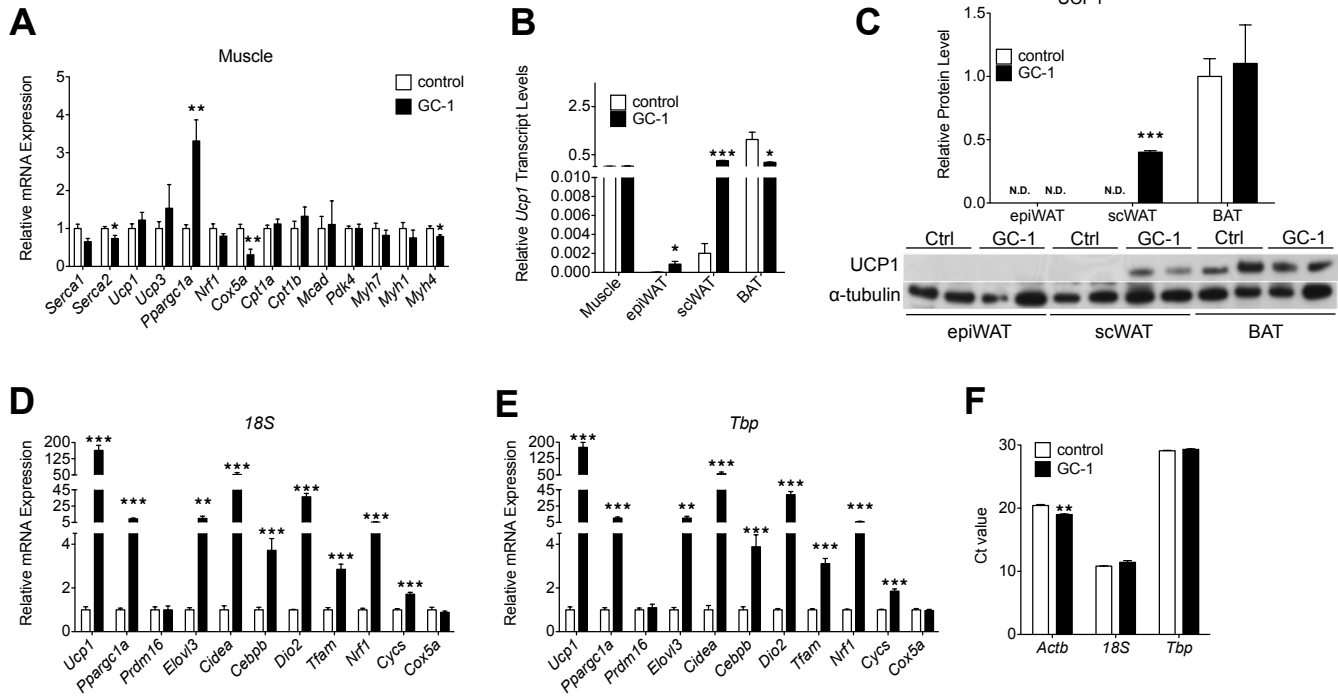 A
Muscle
Relative mRNA Expression
5
4
3
2
1
0
control
GC-1
*
**
**
*
Serca1
Serca2
Ucp1
Ucp3
Ppargc1a
Nrf1
Cox5a
Cpt1a
Cpt1b
Mcad
Pdk4
Myh7
Myh1
Myh4
B
Relative Ucp1 Transcript Levels
2.5
0.5
0.010
0.008
0.006
0.004
0.002
0.000
control
GC-1
*
***
*
Muscle
epiWAT
scWAT
BAT
C
Relative Protein Level
1.5
1.0
0.5
0.0
control
GC-1
***
N.D. N.D. N.D.
epiWAT scWAT BAT
Ctrl GC-1 Ctrl GC-1 Ctrl GC-1
UCP1
α-tubulin
epiWAT scWAT BAT
D
18S
Relative mRNA Expression
200
125
50
45
25
5
4
2
0
***
***
**
***
***
***
***
***
***
Ucp1
Ppargc1a
Prdm16
Elovl3
Cidea
Cebpb
Dio2
Tfam
Nrf1
Cycs
Cox5a
E
Tbp
Relative mRNA Expression
200
125
50
45
25
5
4
2
0
***
***
**
***
***
***
***
***
***
Ucp1
Ppargc1a
Prdm16
Elovl3
Cidea
Cebpb
Dio2
Tfam
Nrf1
Cycs
Cox5a
F
Ct value
30
20
10
0
control
GC-1
**
Actb 18S Tbp